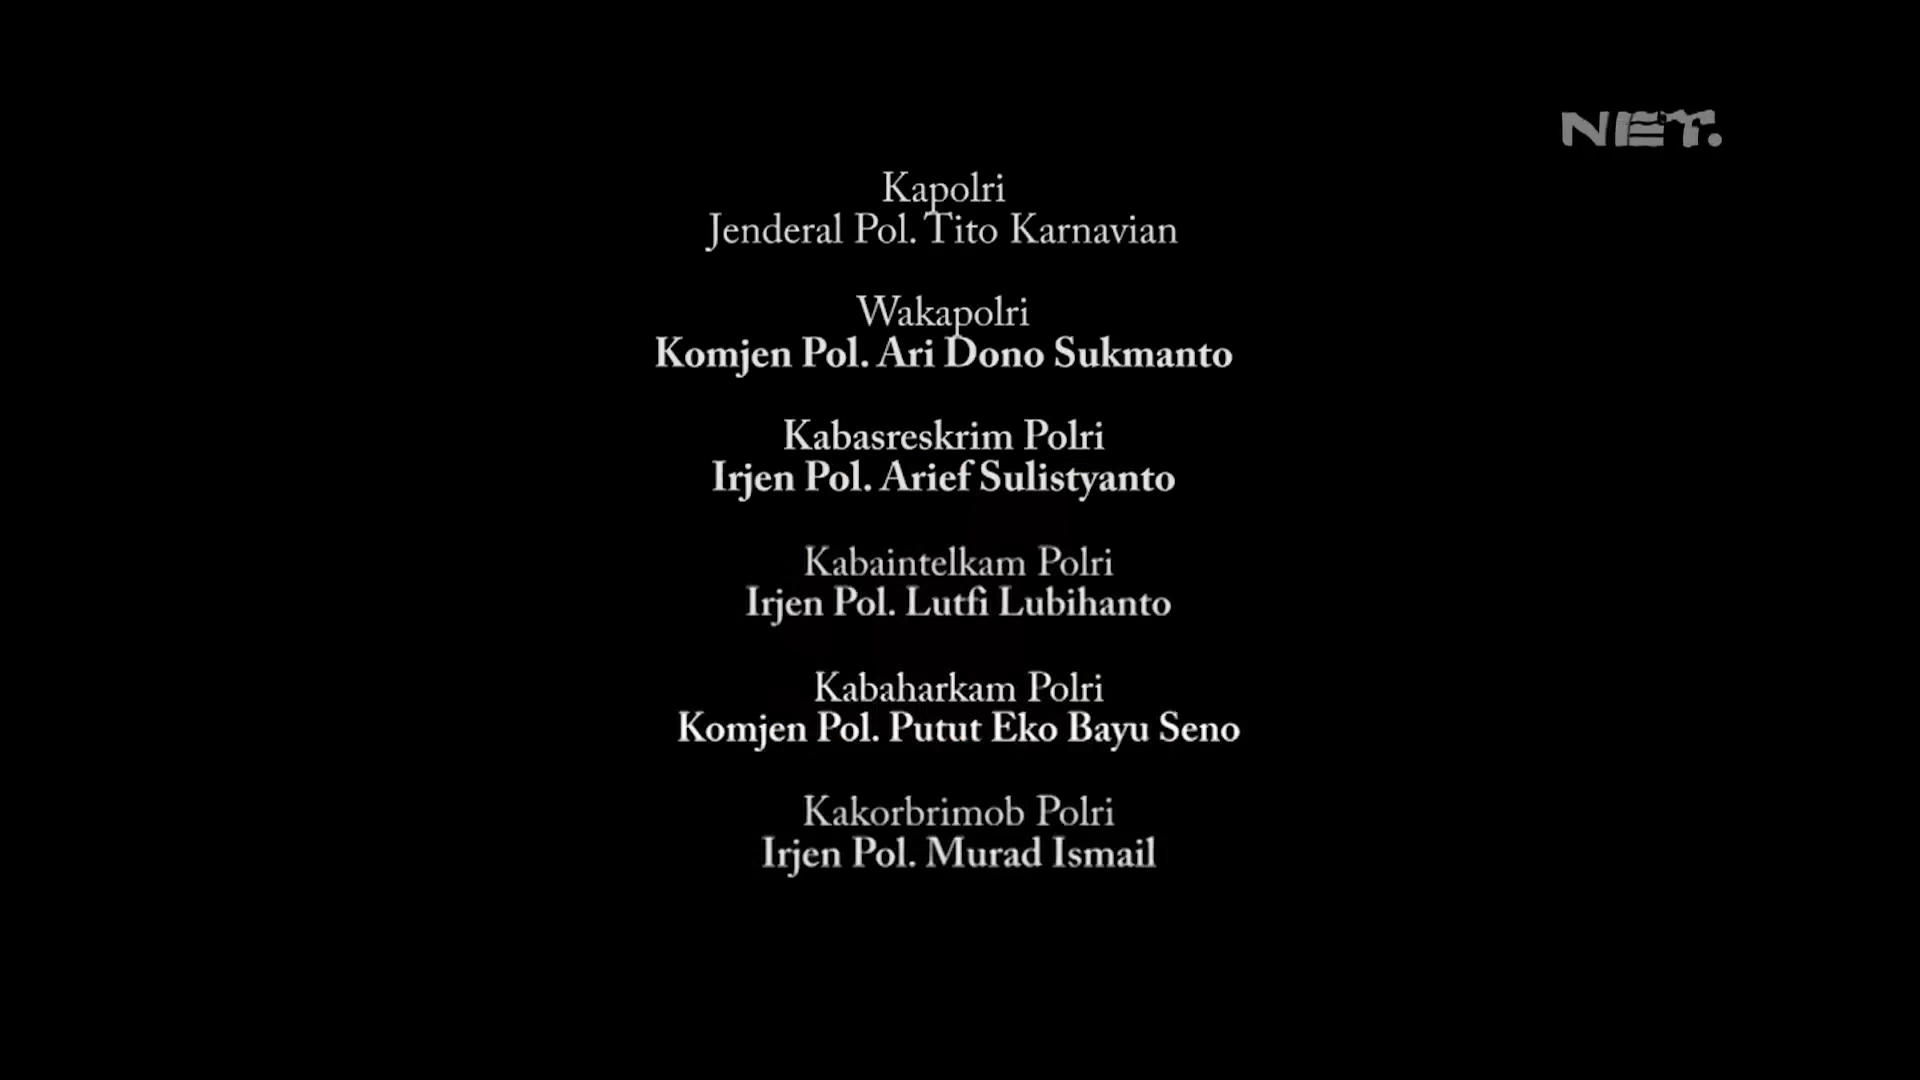 NET.
Kapolri
Jenderal Pol. Tito Karnavian
Wakapolri
Komjen Pol. Ari Dono Sukmanto
Kabasreskrim Polri
Irjen Pol. Arief Sulistyanto
Kabaintelkam Polri
Irjen Pol. Lutfi Lubihanto
Kabaharkam Polri
Komjen Pol. Putut Eko Bayu Seno
Kakorbrimob Polri
Irjen Pol. Murad Ismail